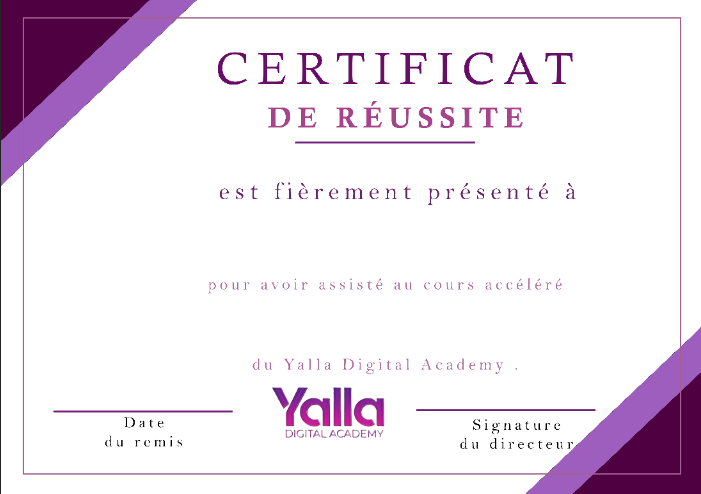 CERTIFICAT
DE RÉUSSITE
est fièrement présenté à
pour avoir assisté au cours accéléré
du Yalla Digital Academy .
Yalla
DIGITAL ACADEMY
Date
du remis
Signature
du directeur